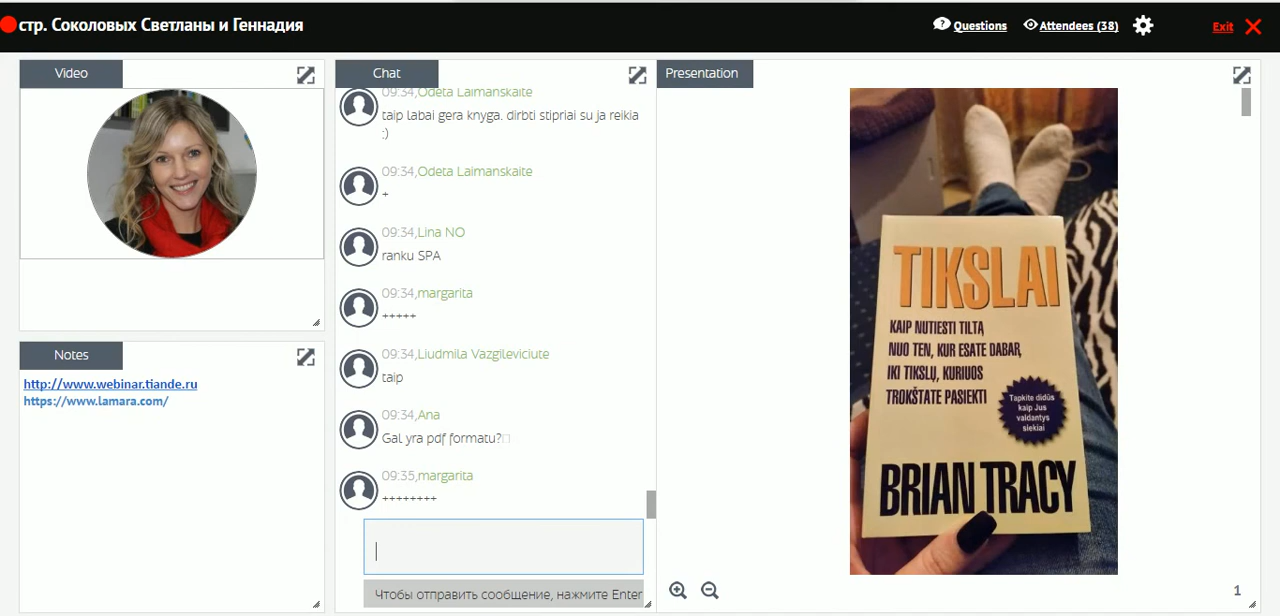 стр. Соколовых Светланы и Геннадия
Questions
Attendees (38)
Exit
Video
Notes
http://www.webinar.tiande.ru
https://www.lamara.com/
Chat
09:34,Odeta Laimanskaite
taip labai gera knyga. dirbti stipriai su ja reikia
:)
09:34,Odeta Laimanskaite
+
09:34,Lina NO
ranku SPA
09:34,margarita
+++++
09:34,Liudmila Vazgileviciute
taip
09:34,Ana
Gal yra pdf formatu?
09:35,margarita
++++++++
Чтобы отправить сообщение, нажмите Enter
Presentation
TIKSLAI
KAIP NUTIESTI TILTĄ
NUO TEN, KUR ESATE DABAR,
IKI TIKSLŲ, KURIUOS
TROKŠTATE PASIEKTI
Tapkite didūs
kaip Jus
valdantys
siekiai
BRIAN TRACY
1